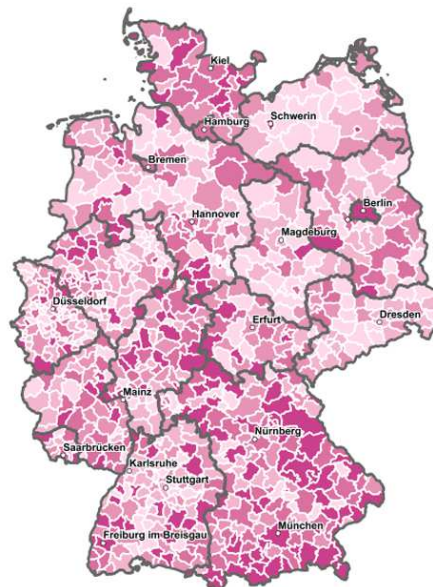 Kiel
Schwerin
Hamburg
Bremen
Berlin
Hannover
Magdeburg
Düsseldorf
Erfurt
Dresden
Mainz
Nürnberg
Saarbrücken
Karlsruhe
Stuttgart
München
Freiburg im Breisgau